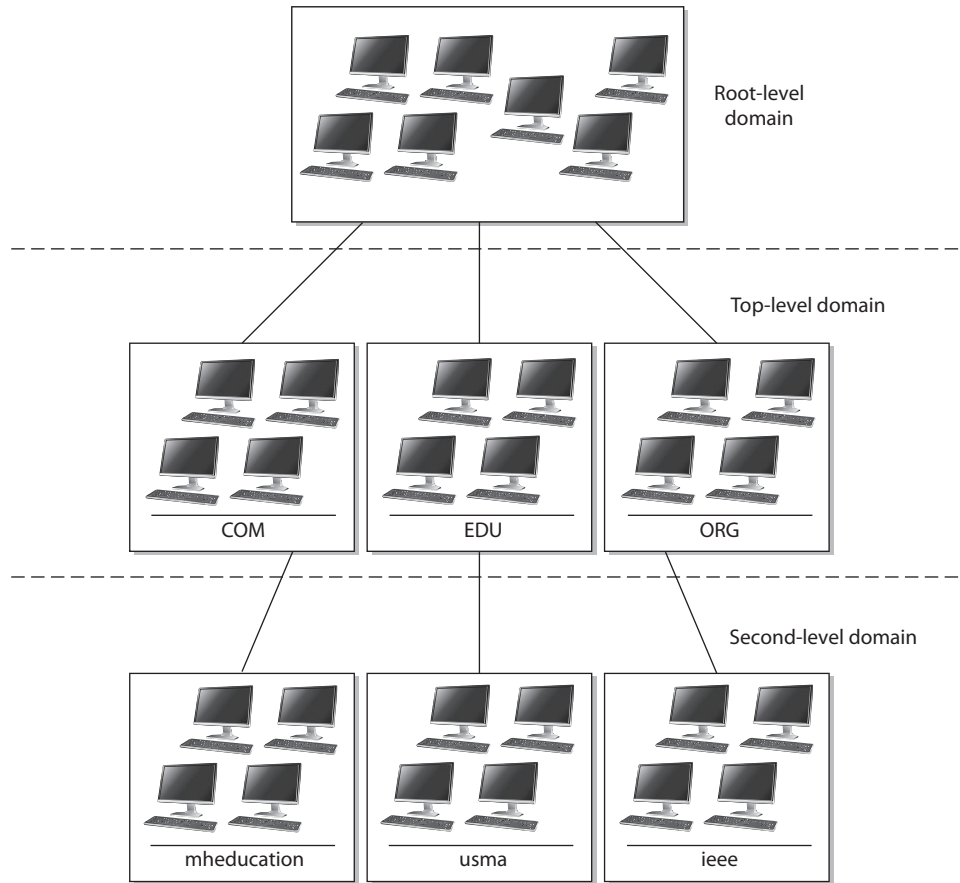 Root-level
domain
Top-level domain
COM
EDU
ORG
Second-level domain
mheducation
usma
ieee